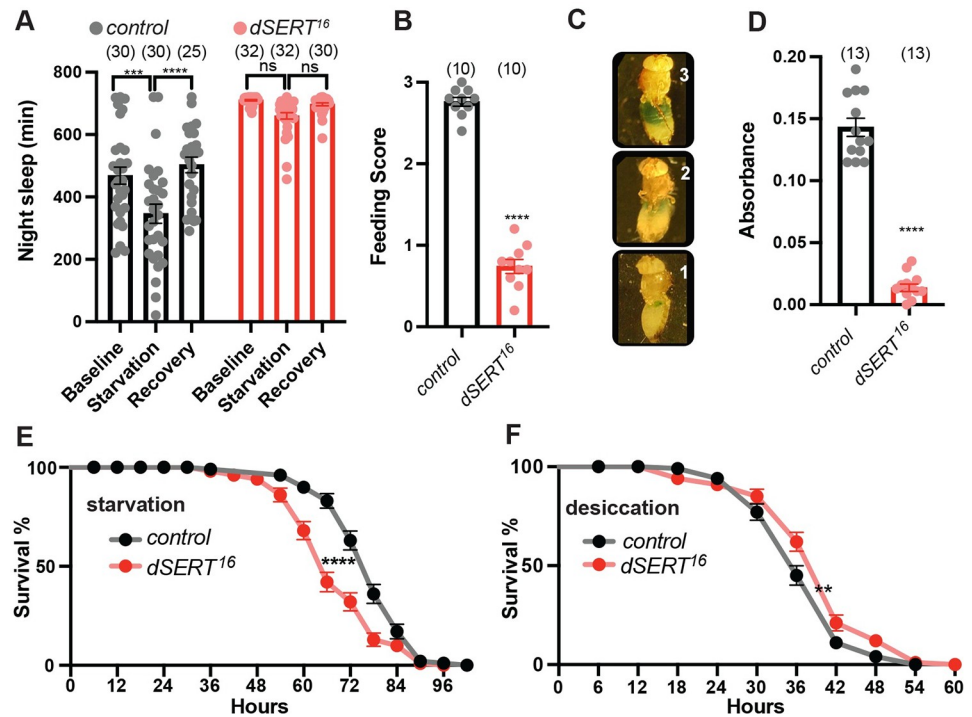 A
control
dSERT16
(30) (30) (25)
(32) (32) (30)
*** ****
ns ns
Night sleep (min)
800
600
400
200
0
Baseline
Starvation
Recovery
Baseline
Starvation
Recovery
B
(10) (10)
Feeding Score
3
2
1
0
****
control
dSERT16
C
3
2
1
D
(13) (13)
Absorbance
0.20
0.15
0.10
0.05
0.00
****
control
dSERT16
E
Survival %
100
50
0
starvation
control
dSERT16
****
0 12 24 36 48 60 72 84 96
Hours
F
Survival %
100
50
0
desiccation
control
dSERT16
**
0 6 12 18 24 30 36 42 48 54 60
Hours